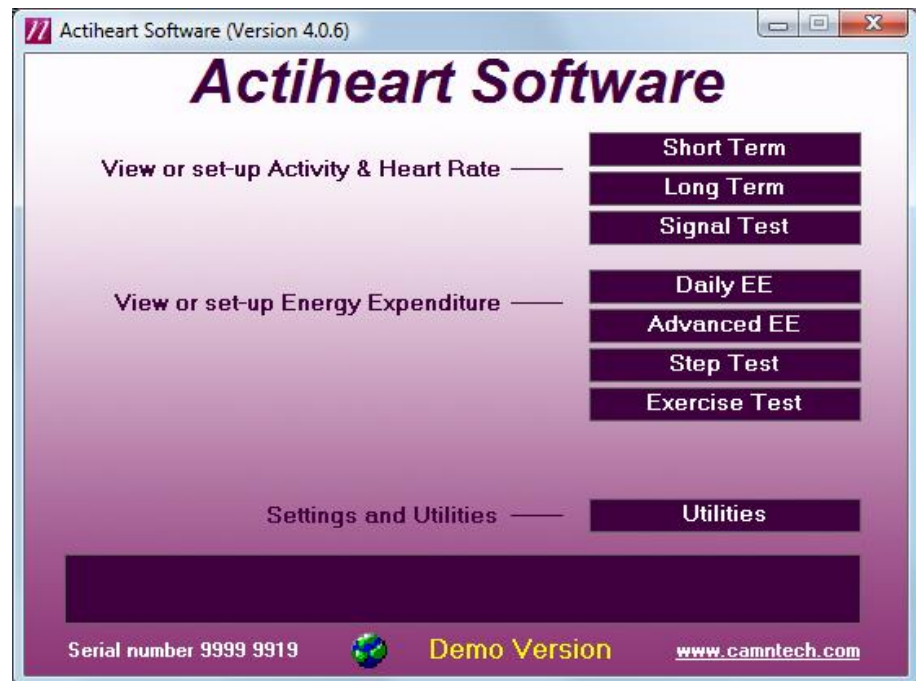 Actiheart Software (Version 4.0.6)
Actiheart Software
View or set-up Activity & Heart Rate
Short Term
Long Term
Signal Test
View or set-up Energy Expenditure
Daily EE
Advanced EE
Step Test
Exercise Test
Settings and Utilities
Utilities
Serial number 9999 9919
Demo Version
www.camntech.com